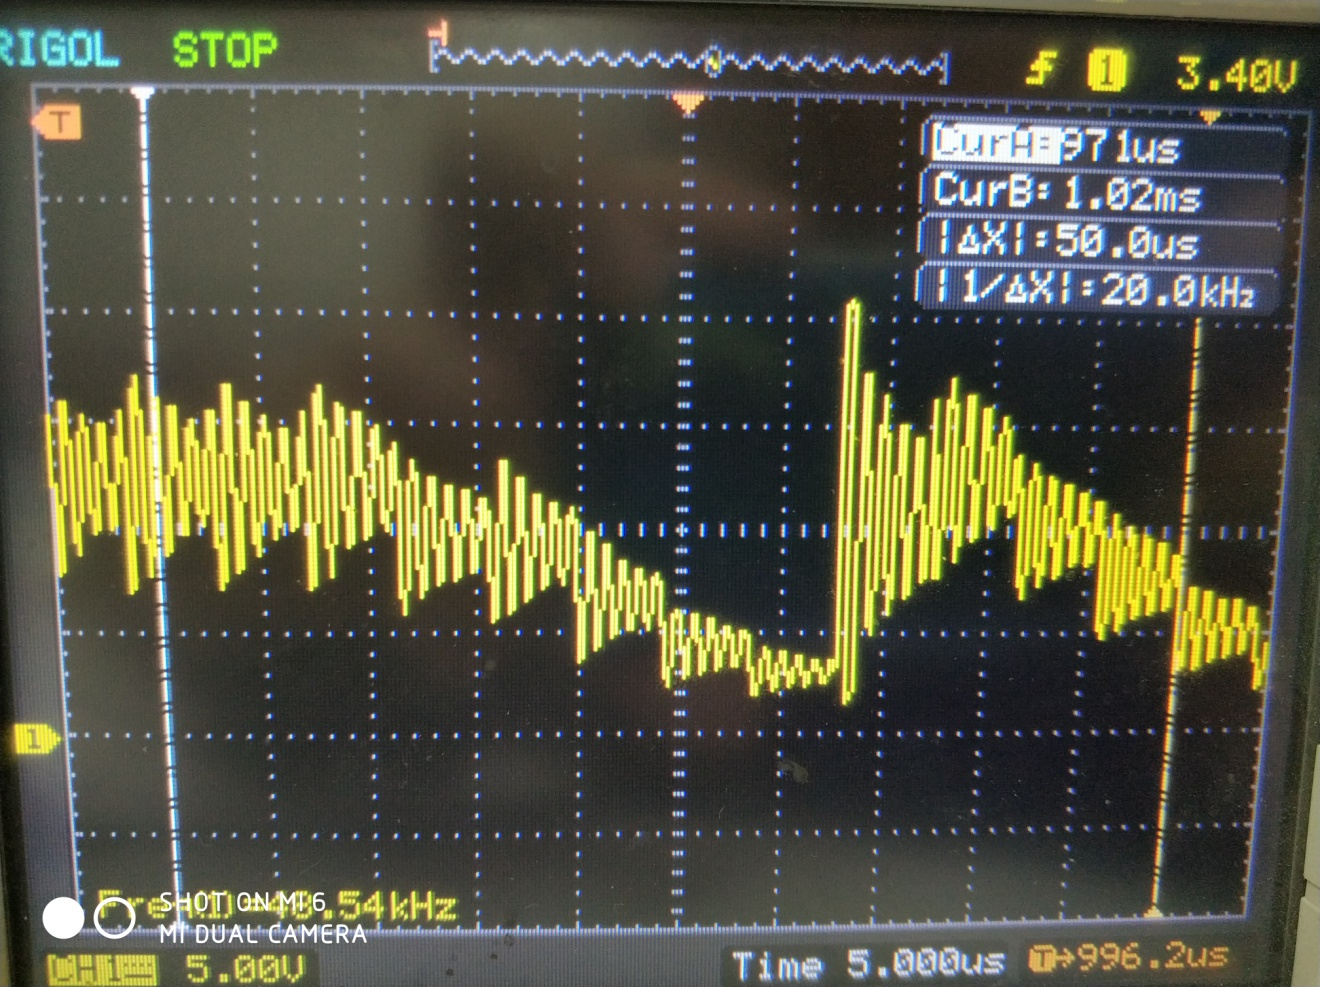 RIGOL STOP 1 3.40V
T
CurA: 971us
CurB: 1.02ms
|ΔX|: 50.0us
|1/ΔX|: 20.0kHz
1
SHOT ON MI 6
MI DUAL CAMERA
5.00V Time 5.000us T→996.2us